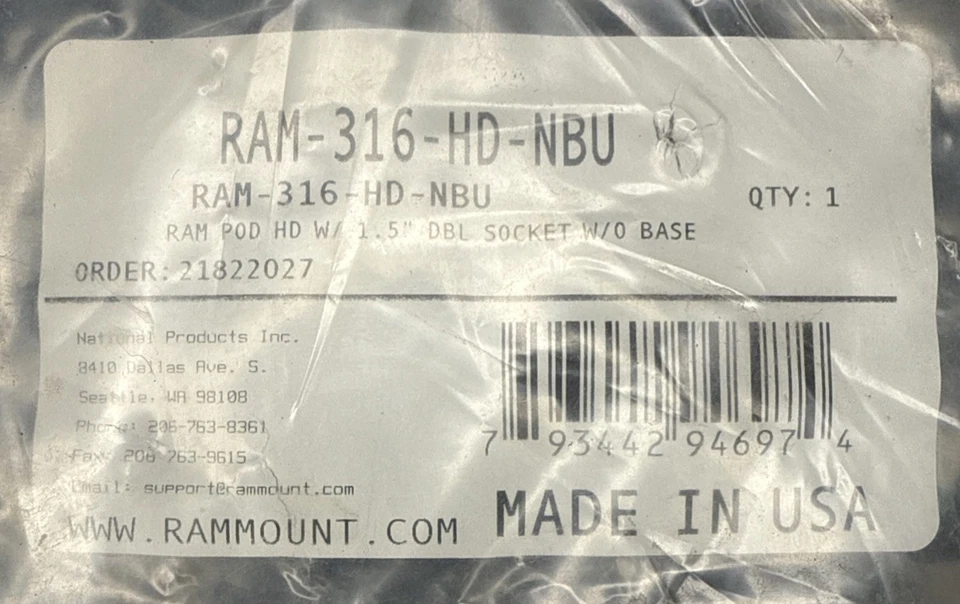 RAM-316-HD-NBU
RAM-316-HD-NBU QTY: 1
RAM POD HD W/ 1.5" DBL SOCKET W/O BASE
ORDER: 21822027
National Products Inc.
8410 Dallas Ave. S.
Seattle, WA 98108
Phone: 206-763-8361
Fax: 206 763-9615
Email: support@rammount.com
WWW.RAMMOUNT.COM
7 93442 94697 4
MADE IN USA